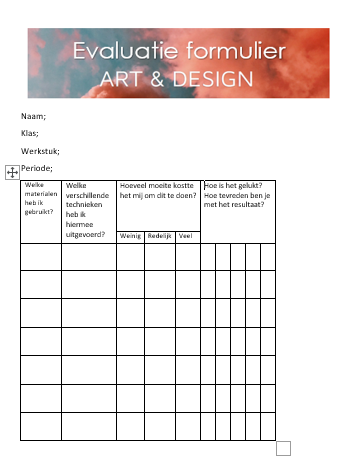 Evaluatie formulier
ART & DESIGN
Naam;
Klas;
Werkstuk;
Periode;
Welke
materialen
heb ik
gebruikt?
Welke
verschillende
technieken
heb ik
hiermee
uitgevoerd?
Hoeveel moeite kostte
het mij om dit te doen?
Weinig
Redelijk
Veel
Hoe is het gelukt?
Hoe tevreden ben je
met het resultaat?